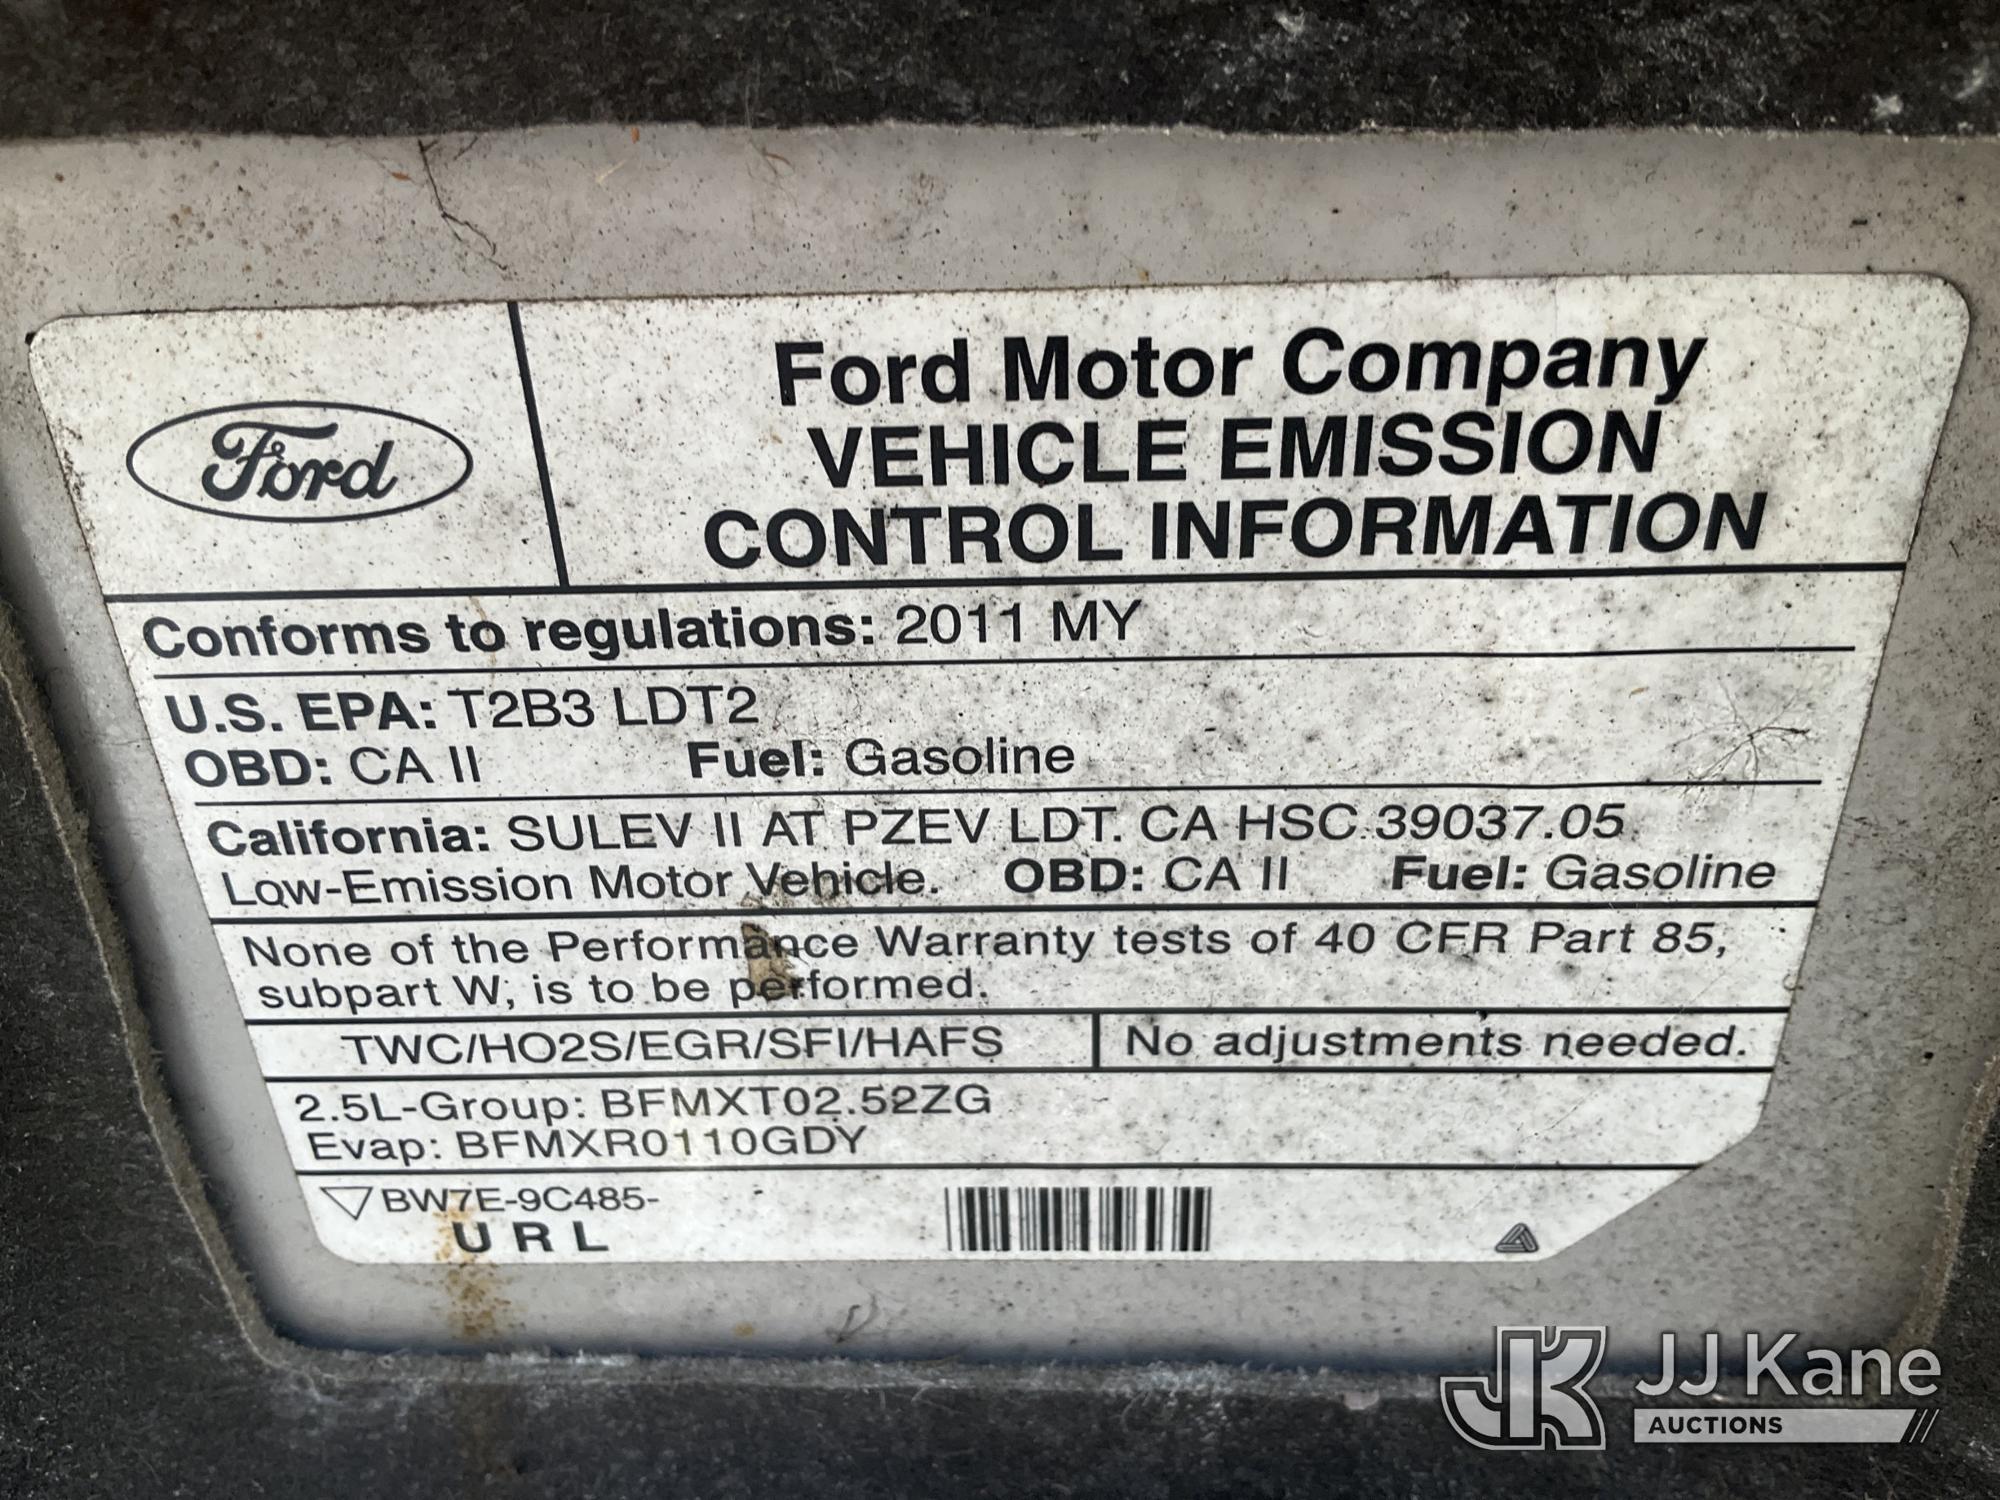 Ford
Ford Motor Company
VEHICLE EMISSION
CONTROL INFORMATION
Conforms to regulations: 2011 MY
U.S. EPA: T2B3 LDT2
OBD: CA II Fuel: Gasoline
California: SULEV II AT PZEV LDT. CA HSC 39037.05
Low-Emission Motor Vehicle. OBD: CA II Fuel: Gasoline
None of the Performance Warranty tests of 40 CFR Part 85,
subpart W, is to be performed.
TWC/HO2S/EGR/SFI/HAFS No adjustments needed.
2.5L-Group: BFMXT02.52ZG
Evap: BFMXR0110GDY
BW7E-9C485-
U R L
JK JJ Kane
AUCTIONS